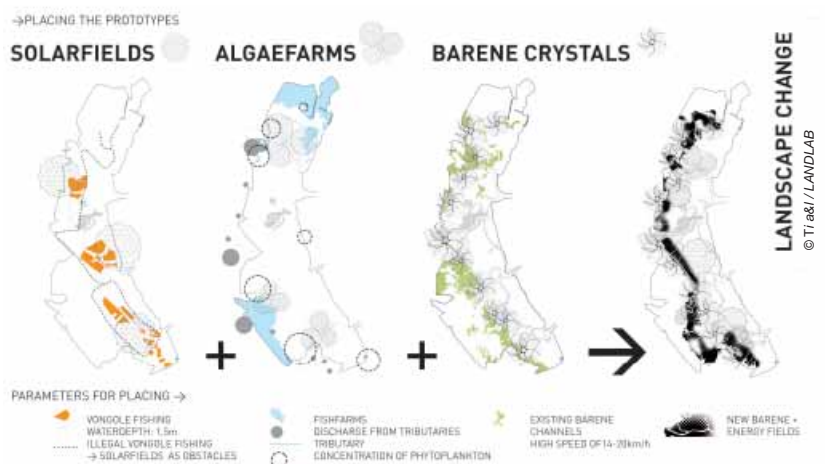 →PLACING THE PROTOTYPES
SOLARFIELDS
ALGAEFARMS
BARENE CRYSTALS
LANDSCAPE CHANGE
© Ti a&l / LANDLAB
+
+
→
PARAMETERS FOR PLACING →
VONGOLE FISHING
WATERDEPTH: 1,5m
ILLEGAL VONGOLE FISHING
→ SOLARFIELDS AS OBSTACLES
FISHFARMS
DISCHARGE FROM TRIBUTARIES
TRIBUTARY
CONCENTRATION OF PHYTOPLANKTON
EXISTING BARENE
CHANNELS
HIGH SPEED OF 14-20km/h
NEW BARENE +
ENERGY FIELDS